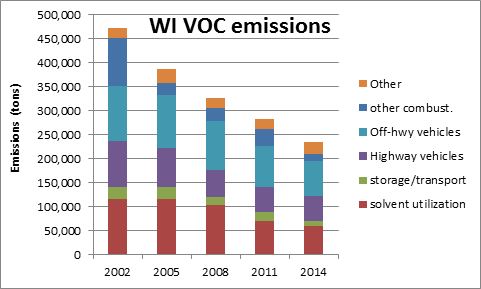 WI VOC emissions
500,000
450,000
400,000
350,000
300,000
250,000
200,000
150,000
100,000
50,000
0
Emissions (tons)
2002 2005 2008 2011 2014
Other
other combust.
Off-hwy vehicles
Highway vehicles
storage/transport
solvent utilization